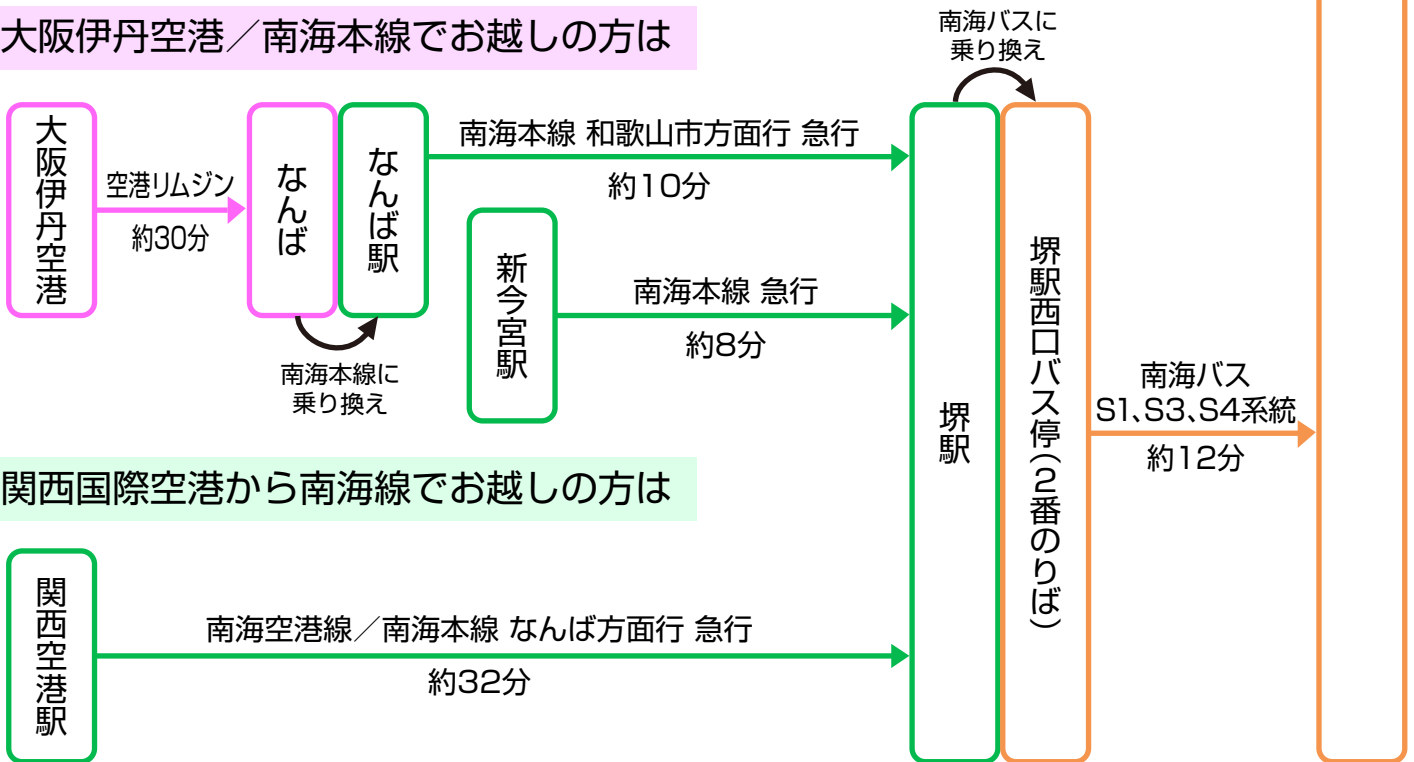 大阪伊丹空港／南海本線でお越しの方は
南海バスに
乗り換え
大阪伊丹空港
空港リムジン
約30分
なんば
なんば駅
南海本線に
乗り換え
南海本線 和歌山市方面行 急行
約10分
新今宮駅
南海本線 急行
約8分
堺駅
堺駅西口バス停（2番のりば）
南海バス
S1、S3、S4系統
約12分
関西国際空港から南海線でお越しの方は
関西空港駅
南海空港線／南海本線 なんば方面行 急行
約32分